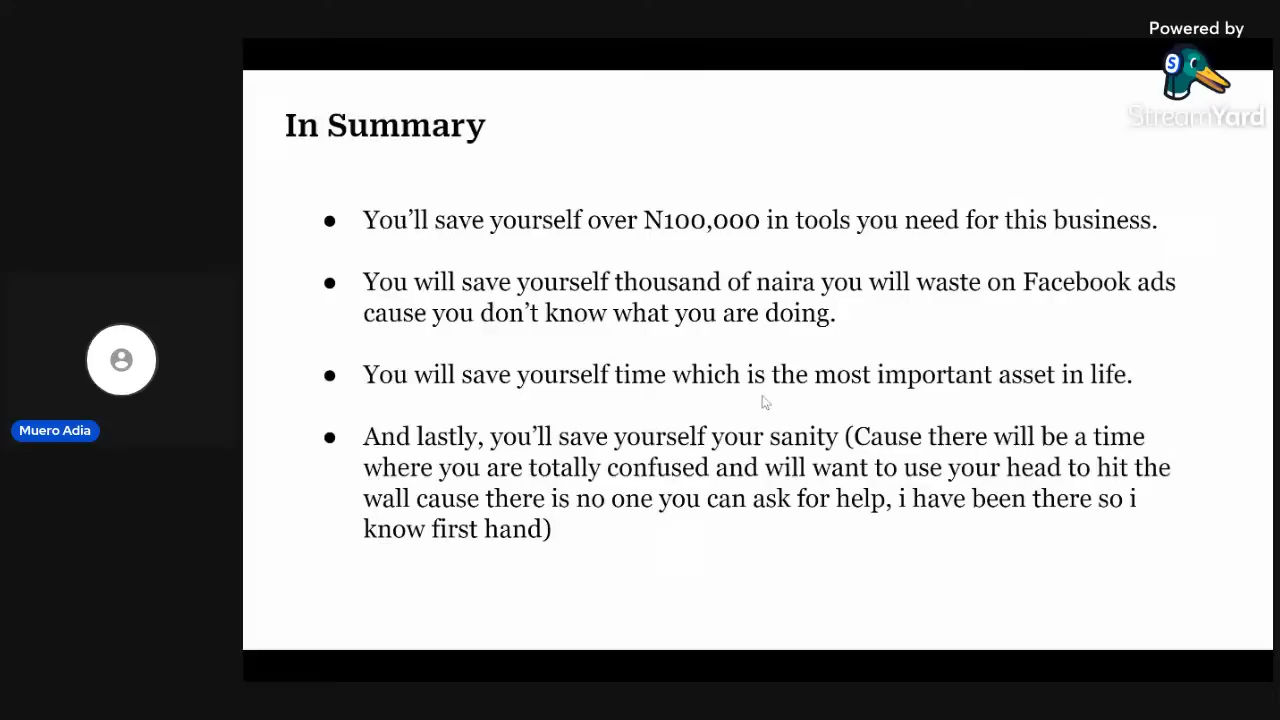 Powered by
StreamYard
In Summary
● You’ll save yourself over N100,000 in tools you need for this business.
● You will save yourself thousand of naira you will waste on Facebook ads
cause you don’t know what you are doing.
● You will save yourself time which is the most important asset in life.
● And lastly, you’ll save yourself your sanity (Cause there will be a time
where you are totally confused and will want to use your head to hit the
wall cause there is no one you can ask for help, i have been there so i
know first hand)
Muero Adia